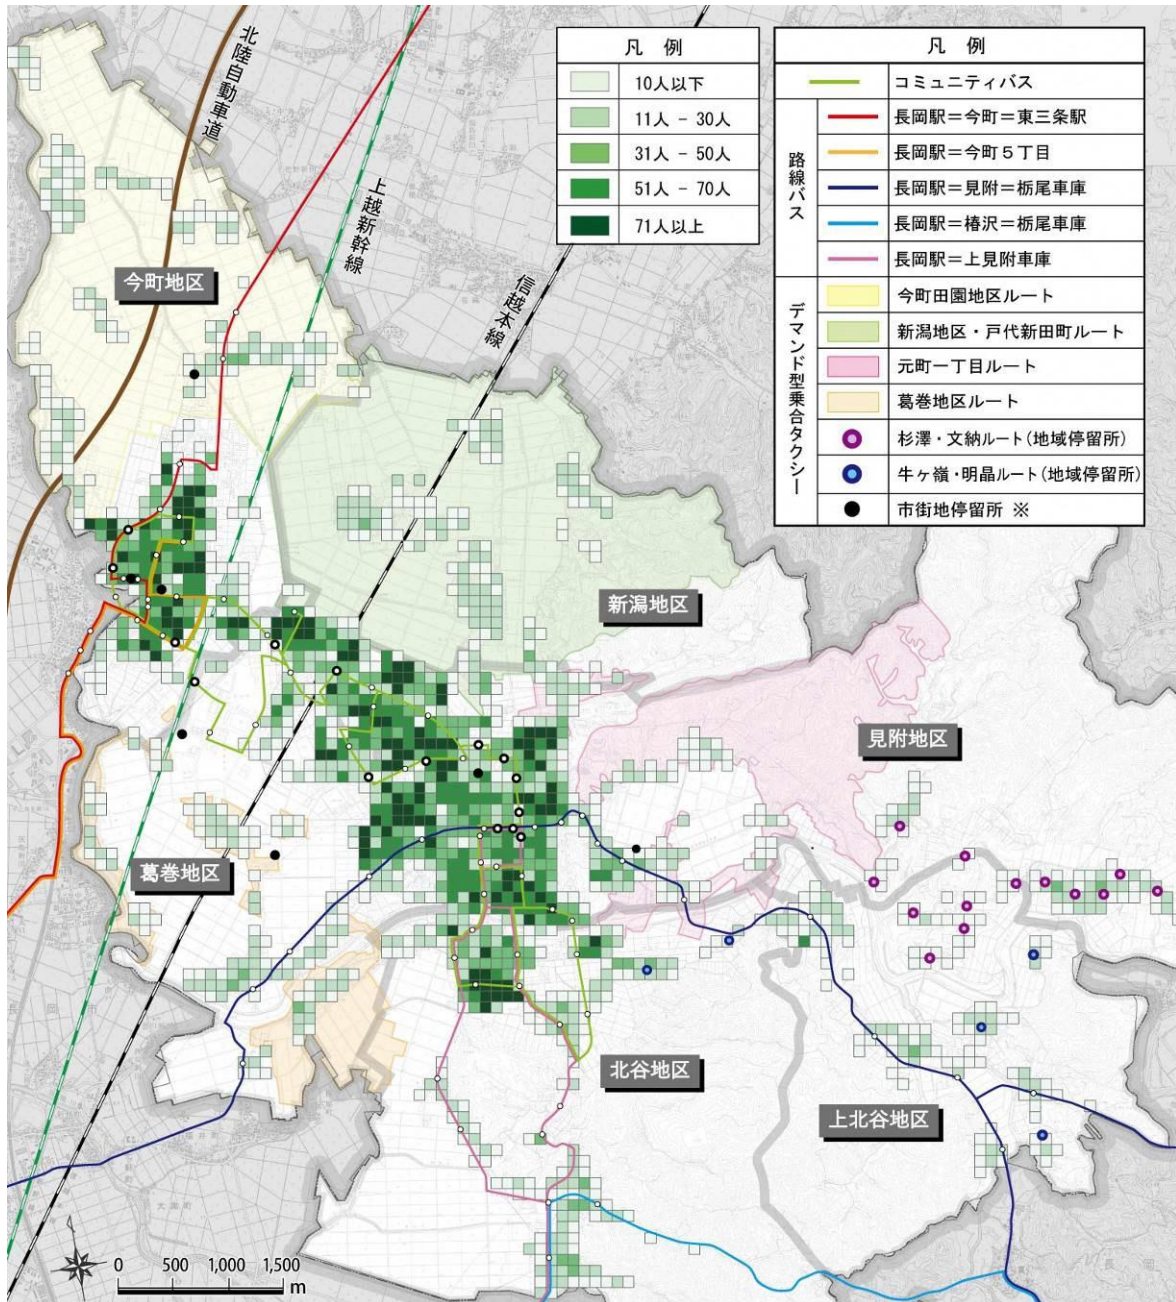 凡 例
10人以下
11人 - 30人
31人 - 50人
51人 - 70人
71人以上
凡 例
コミュニティバス
路線バス
長岡駅=今町=東三条駅
長岡駅=今町5丁目
長岡駅=見附=栃尾車庫
長岡駅=椿沢=栃尾車庫
長岡駅=上見附車庫
デマンド型乗合タクシー
今町田園地区ルート
新潟地区・戸代新田町ルート
元町一丁目ルート
葛巻地区ルート
杉澤・文納ルート(地域停留所)
牛ヶ嶺・明晶ルート(地域停留所)
市街地停留所 ※
北陸自動車道
上越新幹線
信越本線
今町地区
新潟地区
見附地区
葛巻地区
北谷地区
上北谷地区
0 500 1,000 1,500
m